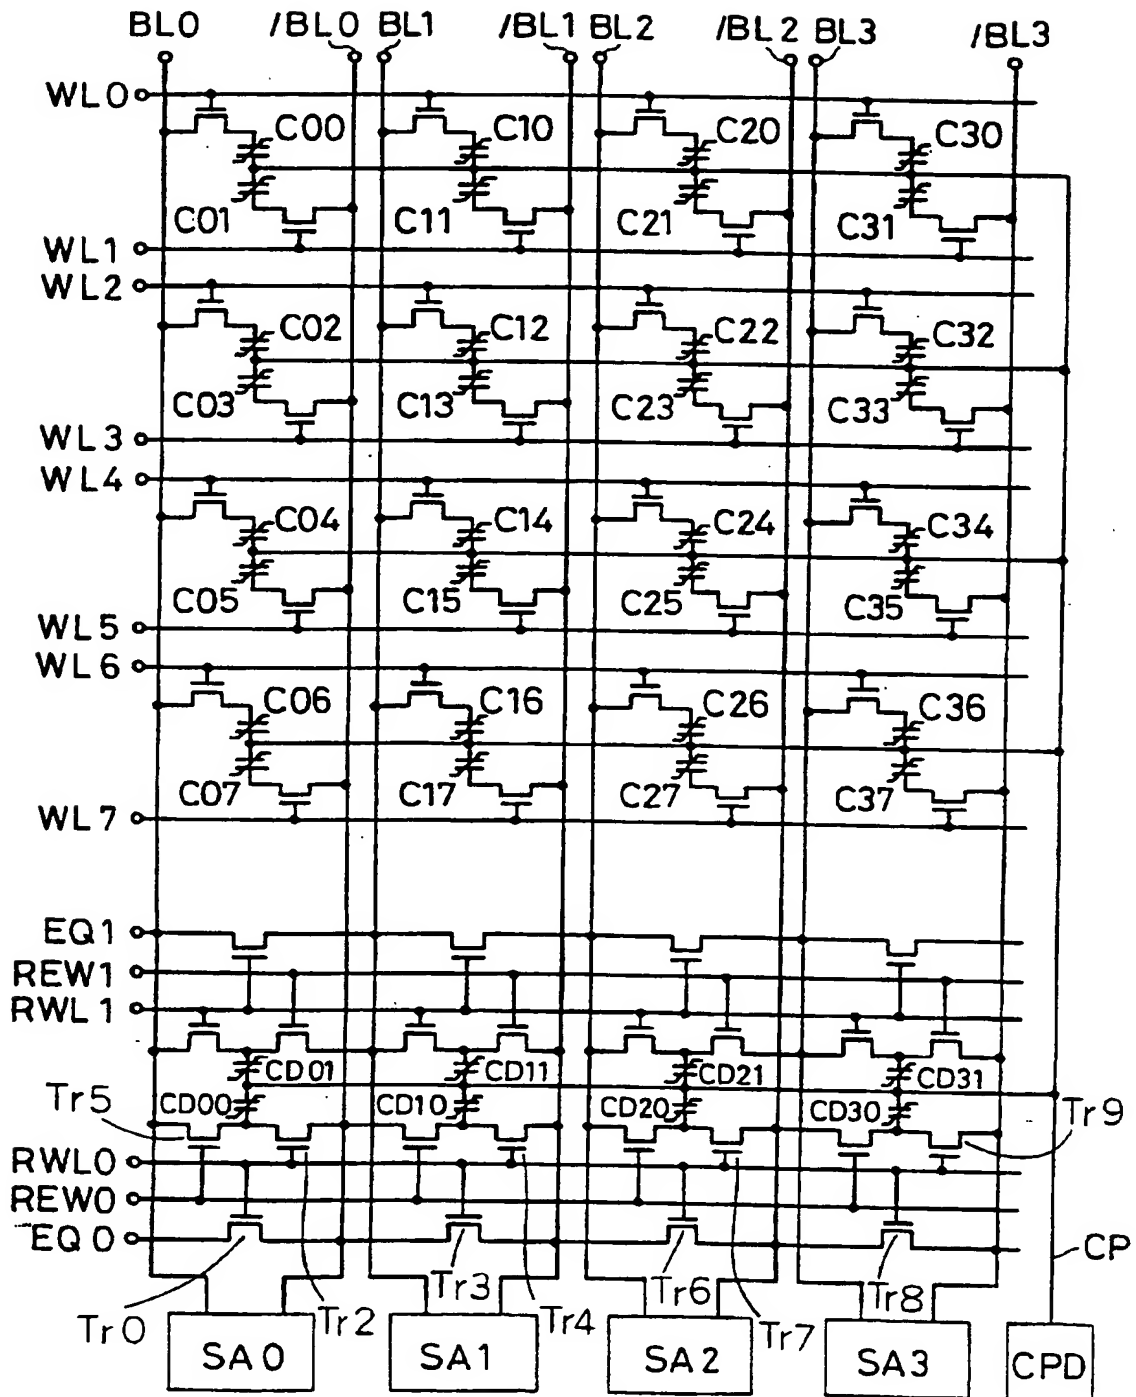 BL0 /BL0 BL1 /BL1 BL2 /BL2 BL3 /BL3
WL0
C00 C10 C20 C30
C01 C11 C21 C31
WL1
WL2
C02 C12 C22 C32
C03 C13 C23 C33
WL3
WL4
C04 C14 C24 C34
C05 C15 C25 C35
WL5
WL6
C06 C16 C26 C36
C07 C17 C27 C37
WL7
EQ1
REW1
RWL1
CD01 CD11 CD21 CD31
Tr5 CD00 CD10 CD20 CD30 Tr9
RWL0
REW0
EQ0
CP
Tr0 Tr2 Tr3 Tr4 Tr6 Tr7 Tr8
SA0 SA1 SA2 SA3 CPD